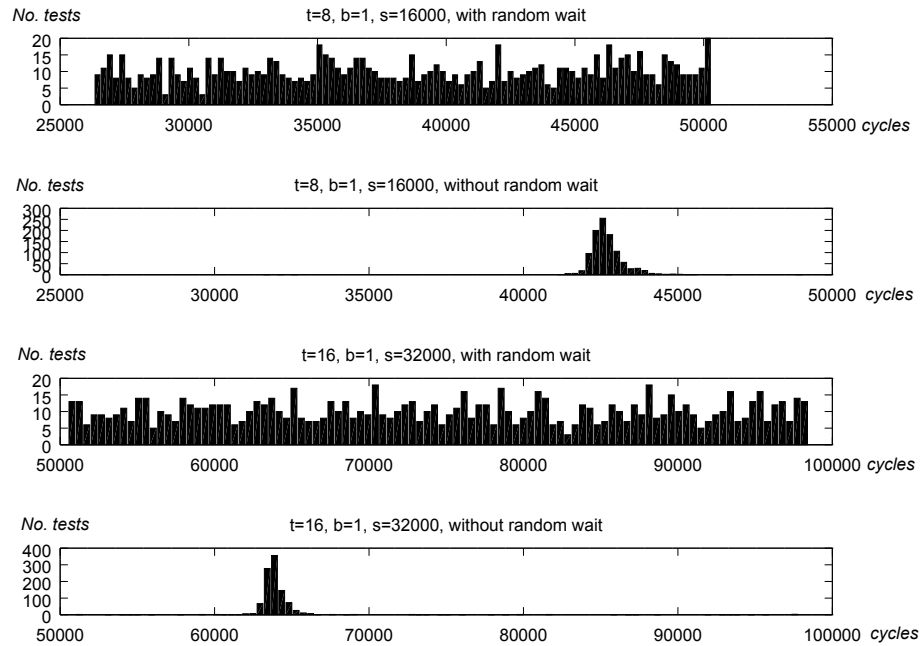 No. tests
t=8, b=1, s=16000, with random wait
20
15
10
5
0
25000 30000 35000 40000 45000 50000 55000 cycles
No. tests
t=8, b=1, s=16000, without random wait
300
250
200
150
100
50
0
25000 30000 35000 40000 45000 50000 cycles
No. tests
t=16, b=1, s=32000, with random wait
20
15
10
5
0
50000 60000 70000 80000 90000 100000 cycles
No. tests
t=16, b=1, s=32000, without random wait
400
300
200
100
0
50000 60000 70000 80000 90000 100000 cycles